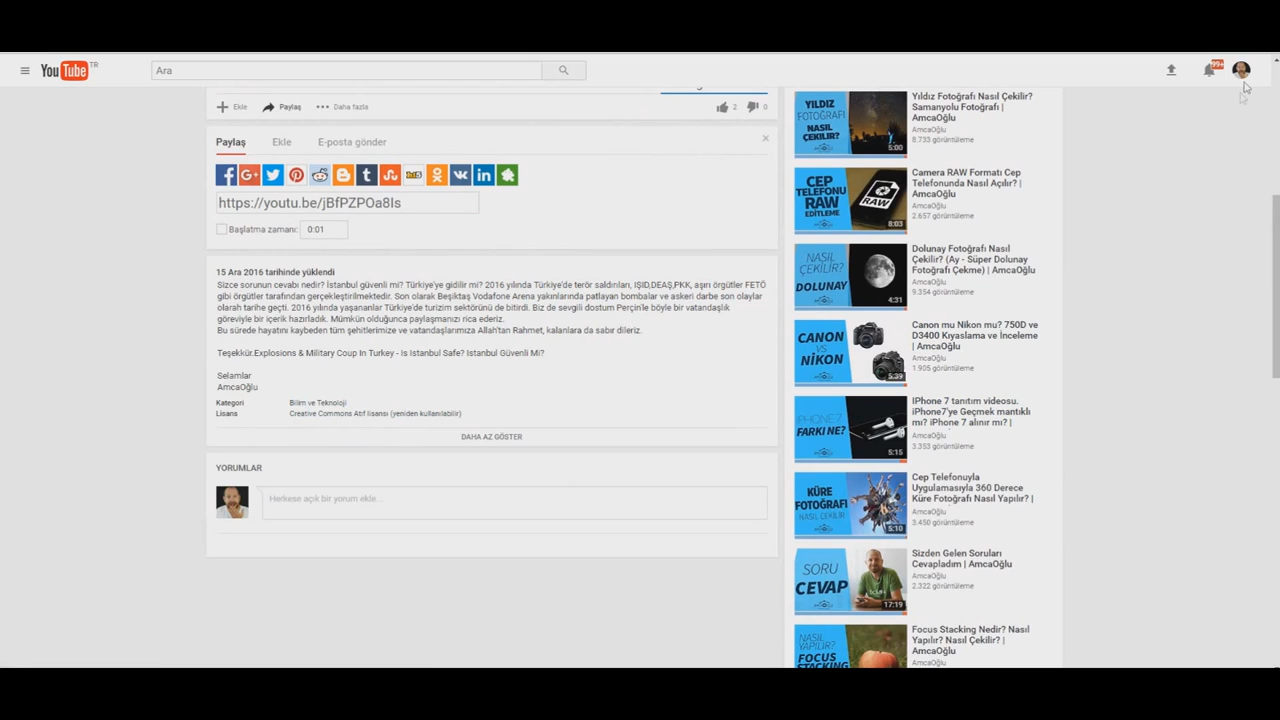 YouTube TR
Ara
99+
Ekle
Paylaş
Daha fazla
2
0
Paylaş
Ekle
E-posta gönder
https://youtu.be/jBfPZPOa8Is
Başlatma zamanı:
0:01
15 Ara 2016 tarihinde yüklendi
Sizce sorunun cevabı nedir? İstanbul güvenli mi? Türkiye'ye gidilir mi? 2016 yılında Türkiye'de terör saldırıları, IŞID,DEAŞ,PKK, aşırı örgütler FETÖ
gibi örgütler tarafından gerçekleştirilmektedir. Son olarak Beşiktaş Vodafone Arena yakınlarında patlayan bombalar ve askeri darbe son olaylar
olarak tarihe geçti. 2016 yılında yaşananlar Türkiye'de turizm sektörünü de bitirdi. Biz de sevgili dostum Perçin'le böyle bir vatandaşlık
göreviyle bir içerik hazırladık. Mümkün olduğunca paylaşmanızı rica ederiz.
Bu sürede hayatını kaybeden tüm şehitlerimize ve vatandaşlarımıza Allah'tan Rahmet, kalanlara da sabır dileriz.
Teşekkür.Explosions & Military Coup In Turkey - Is Istanbul Safe? Istanbul Güvenli Mi?
Selamlar
AmcaOğlu
Kategori
Bilim ve Teknoloji
Lisans
Creative Commons Atıf lisansı (yeniden kullanılabilir)
DAHA AZ GÖSTER
YORUMLAR
Herkese açık bir yorum ekle...
YILDIZ
FOTOĞRAFI
NASIL
ÇEKİLİR?
5:00
Yıldız Fotoğrafı Nasıl Çekilir?
Samanyolu Fotoğrafı |
AmcaOğlu
AmcaOğlu
8.733 görüntüleme
CEP
TELEFONU
RAW
EDİTLEME
RAW
8:03
Camera RAW Formatı Cep
Telefonunda Nasıl Açılır? |
AmcaOğlu
AmcaOğlu
2.657 görüntüleme
NASIL
ÇEKİLİR?
DOLUNAY
4:31
Dolunay Fotoğrafı Nasıl
Çekilir? (Ay - Süper Dolunay
Fotoğrafı Çekme) | AmcaOğlu
AmcaOğlu
9.354 görüntüleme
CANON
VS
NİKON
5:39
Canon mu Nikon mu? 750D ve
D3400 Kıyaslama ve İnceleme
| AmcaOğlu
AmcaOğlu
1.905 görüntüleme
IPHONE 7
FARKI NE?
5:15
IPhone 7 tanıtım videosu.
iPhone7'ye Geçmek mantıklı
mı? iPhone 7 alınır mı? |
AmcaOğlu
3.353 görüntüleme
KÜRE
FOTOĞRAFI
NASIL ÇEKİLİR
5:10
Cep Telefonuyla
Uygulamasıyla 360 Derece
Küre Fotoğrafı Nasıl Yapılır? |
AmcaOğlu
3.450 görüntüleme
SORU
CEVAP
17:19
Sizden Gelen Soruları
Cevapladım | AmcaOğlu
AmcaOğlu
2.322 görüntüleme
NASIL
YAPILIR?
FOCUS
STACKING
Focus Stacking Nedir? Nasıl
Yapılır? Nasıl Çekilir? |
AmcaOğlu
AmcaOğlu